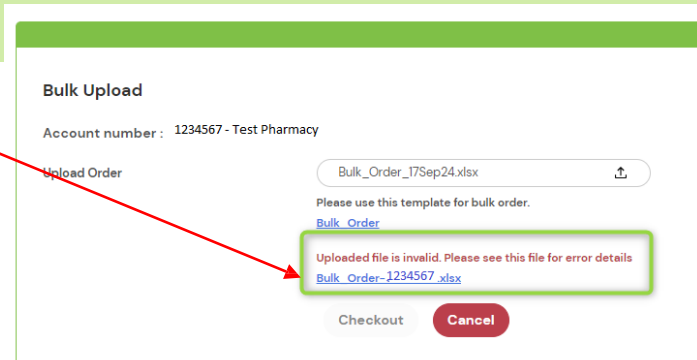 Bulk Upload
Account number : 1234567 - Test Pharmacy
Upload Order Bulk_Order_17Sep24.xlsx
Please use this template for bulk order.
Bulk_Order
Uploaded file is invalid. Please see this file for error details
Bulk_Order-1234567.xlsx
Checkout Cancel